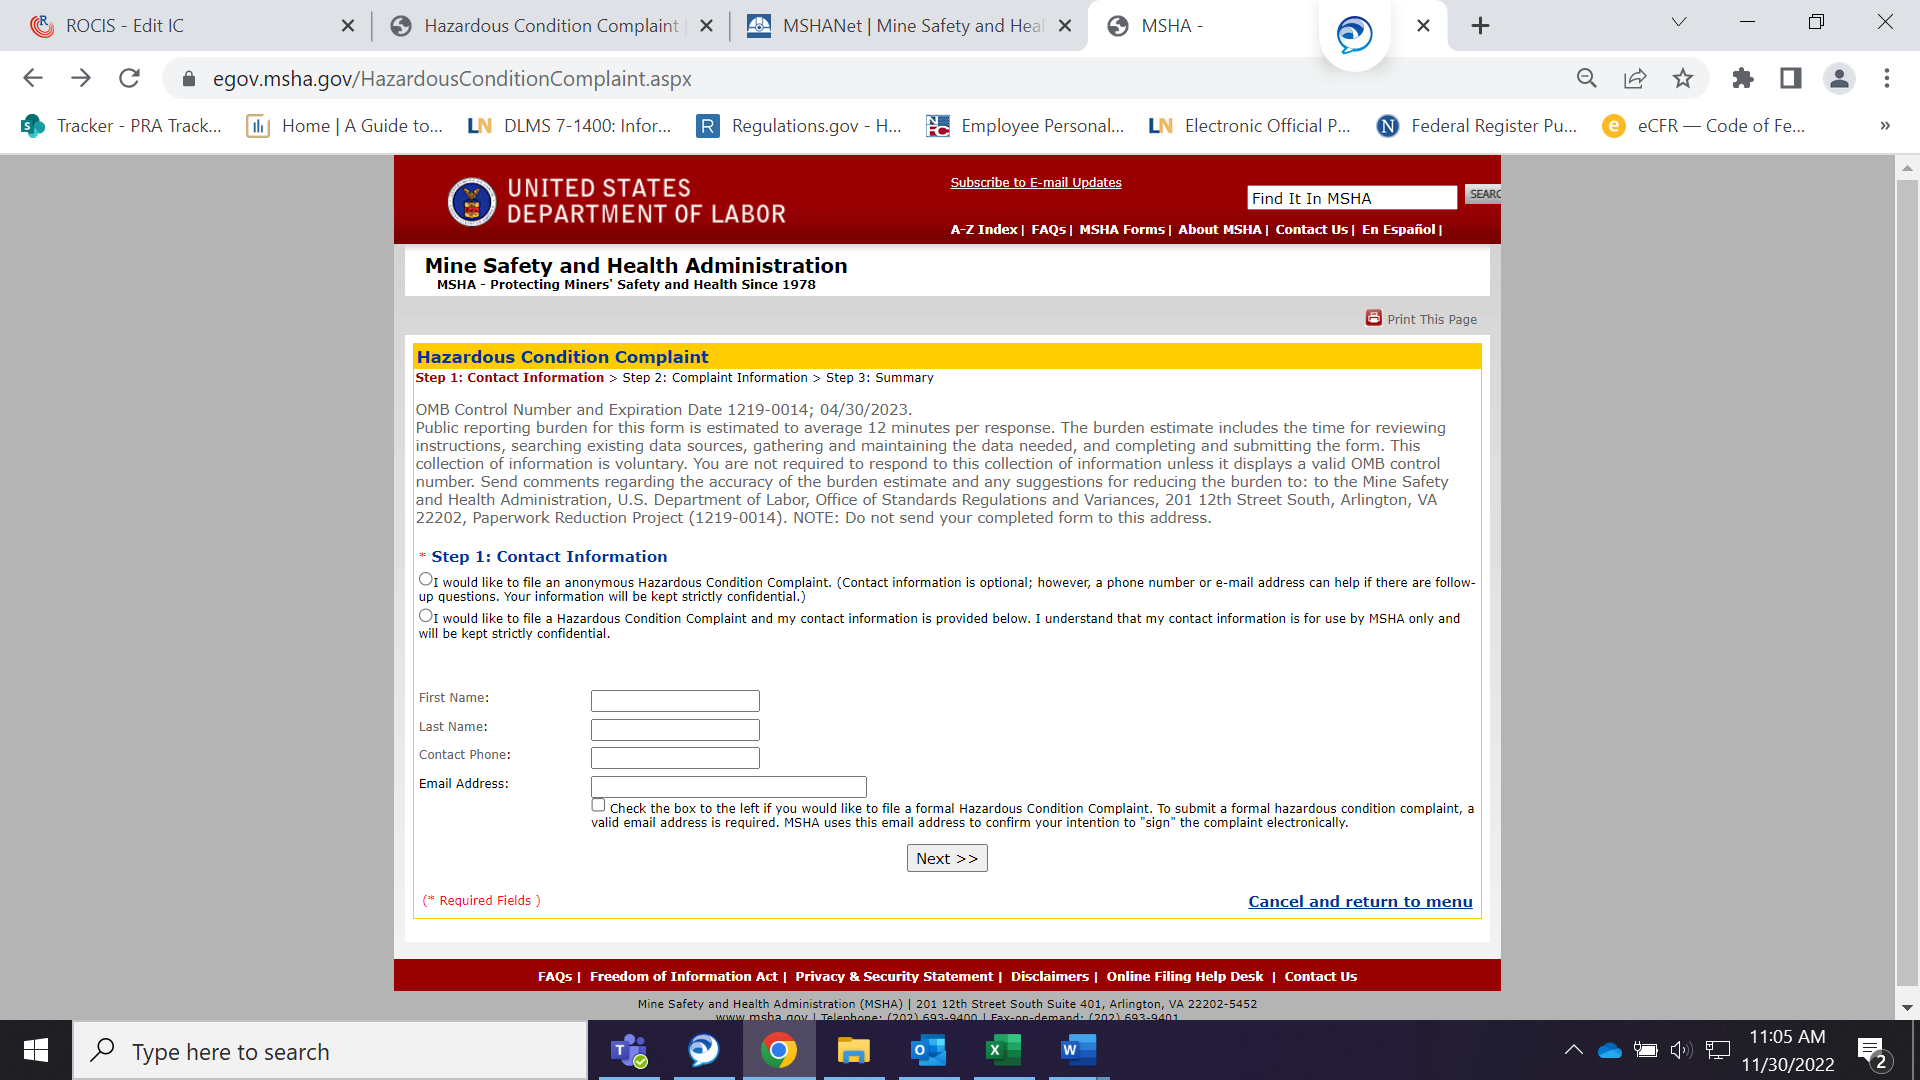 ROCIS - Edit IC
Hazardous Condition Complaint
MSHANet | Mine Safety and Heal
MSHA -
egov.msha.gov/HazardousConditionComplaint.aspx
Tracker - PRA Track...
Home | A Guide to...
LN DLMS 7-1400: Infor...
R Regulations.gov - H...
Employee Personal...
LN Electronic Official P...
N Federal Register Pu...
e eCFR — Code of Fe...
»
UNITED STATES
DEPARTMENT OF LABOR
Subscribe to E-mail Updates
Find It In MSHA
SEARC
A-Z Index | FAQs | MSHA Forms | About MSHA | Contact Us | En Español |
Mine Safety and Health Administration
MSHA - Protecting Miners' Safety and Health Since 1978
Print This Page
Hazardous Condition Complaint
Step 1: Contact Information > Step 2: Complaint Information > Step 3: Summary
OMB Control Number and Expiration Date 1219-0014; 04/30/2023.
Public reporting burden for this form is estimated to average 12 minutes per response. The burden estimate includes the time for reviewing
instructions, searching existing data sources, gathering and maintaining the data needed, and completing and submitting the form. This
collection of information is voluntary. You are not required to respond to this collection of information unless it displays a valid OMB control
number. Send comments regarding the accuracy of the burden estimate and any suggestions for reducing the burden to: to the Mine Safety
and Health Administration, U.S. Department of Labor, Office of Standards Regulations and Variances, 201 12th Street South, Arlington, VA
22202, Paperwork Reduction Project (1219-0014). NOTE: Do not send your completed form to this address.
* Step 1: Contact Information
I would like to file an anonymous Hazardous Condition Complaint. (Contact information is optional; however, a phone number or e-mail address can help if there are follow-
up questions. Your information will be kept strictly confidential.)
I would like to file a Hazardous Condition Complaint and my contact information is provided below. I understand that my contact information is for use by MSHA only and
will be kept strictly confidential.
First Name:
Last Name:
Contact Phone:
Email Address:
Check the box to the left if you would like to file a formal Hazardous Condition Complaint. To submit a formal hazardous condition complaint, a
valid email address is required. MSHA uses this email address to confirm your intention to "sign" the complaint electronically.
Next >>
(* Required Fields )
Cancel and return to menu
FAQs | Freedom of Information Act | Privacy & Security Statement | Disclaimers | Online Filing Help Desk | Contact Us
Mine Safety and Health Administration (MSHA) | 201 12th Street South Suite 401, Arlington, VA 22202-5452
www.msha.gov | Telephone: (202) 693-9400 | Fax-on-demand: (202) 693-9401
Type here to search
11:05 AM
11/30/2022
2